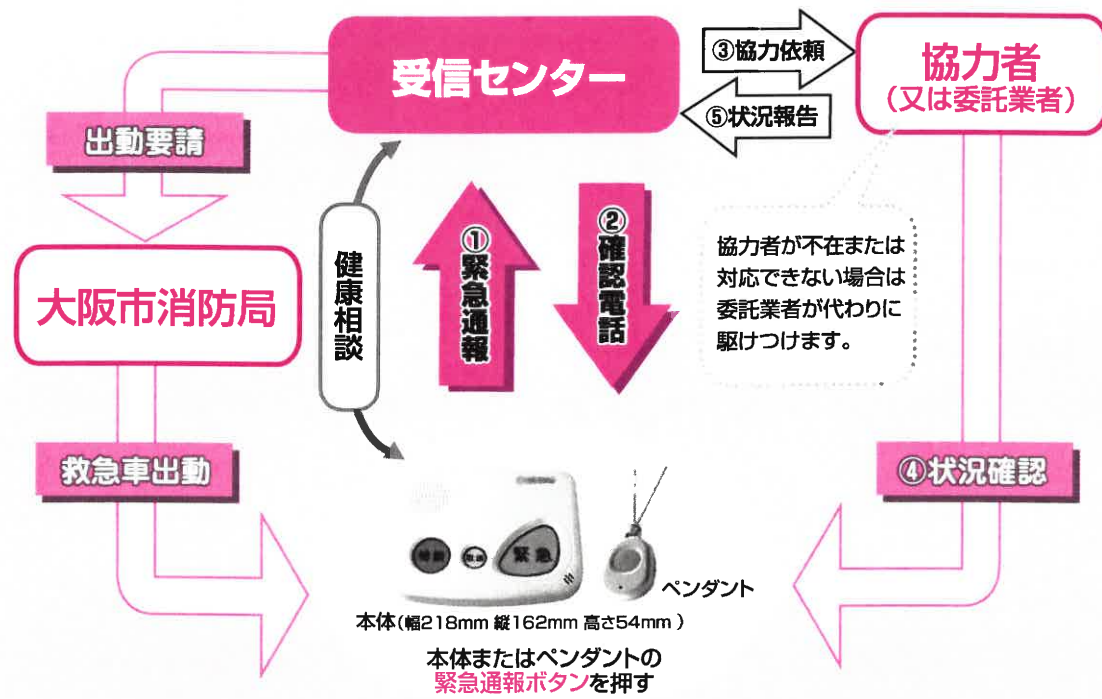 受信センター
③協力依頼
⑤状況報告
協力者
(又は委託業者)
出動要請
大阪市消防局
健康相談
①緊急通報
②確認電話
協力者が不在または
対応できない場合は
委託業者が代わりに
駆けつけます。
救急車出動
④状況確認
緊急
ペンダント
本体(幅218mm 縦162mm 高さ54mm )
本体またはペンダントの
緊急通報ボタンを押す